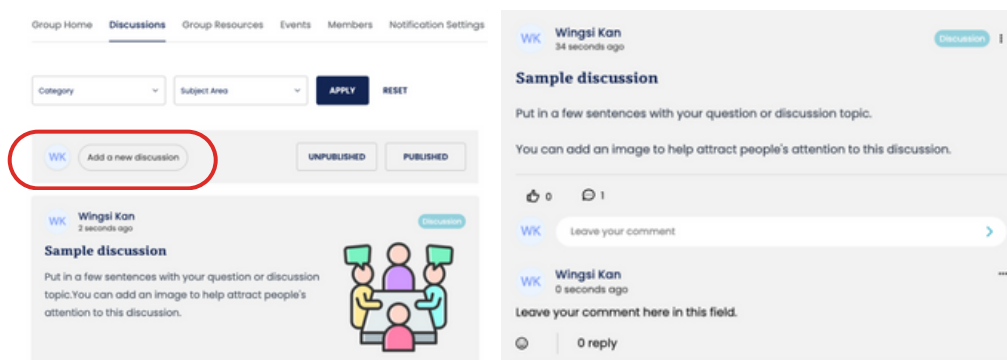 Group Home Discussions Group Resources Events Members Notification Settings
Category Subject Area APPLY RESET
WK Add a new discussion UNPUBLISHED PUBLISHED
WK Wingsi Kan Discussion
2 seconds ago
Sample discussion
Put in a few sentences with your question or discussion
topic.You can add an image to help attract people's
attention to this discussion.
WK Wingsi Kan Discussion
34 seconds ago
Sample discussion
Put in a few sentences with your question or discussion topic.
You can add an image to help attract people's attention to this discussion.
0 1
WK Leave your comment
WK Wingsi Kan
0 seconds ago
Leave your comment here in this field.
0 reply